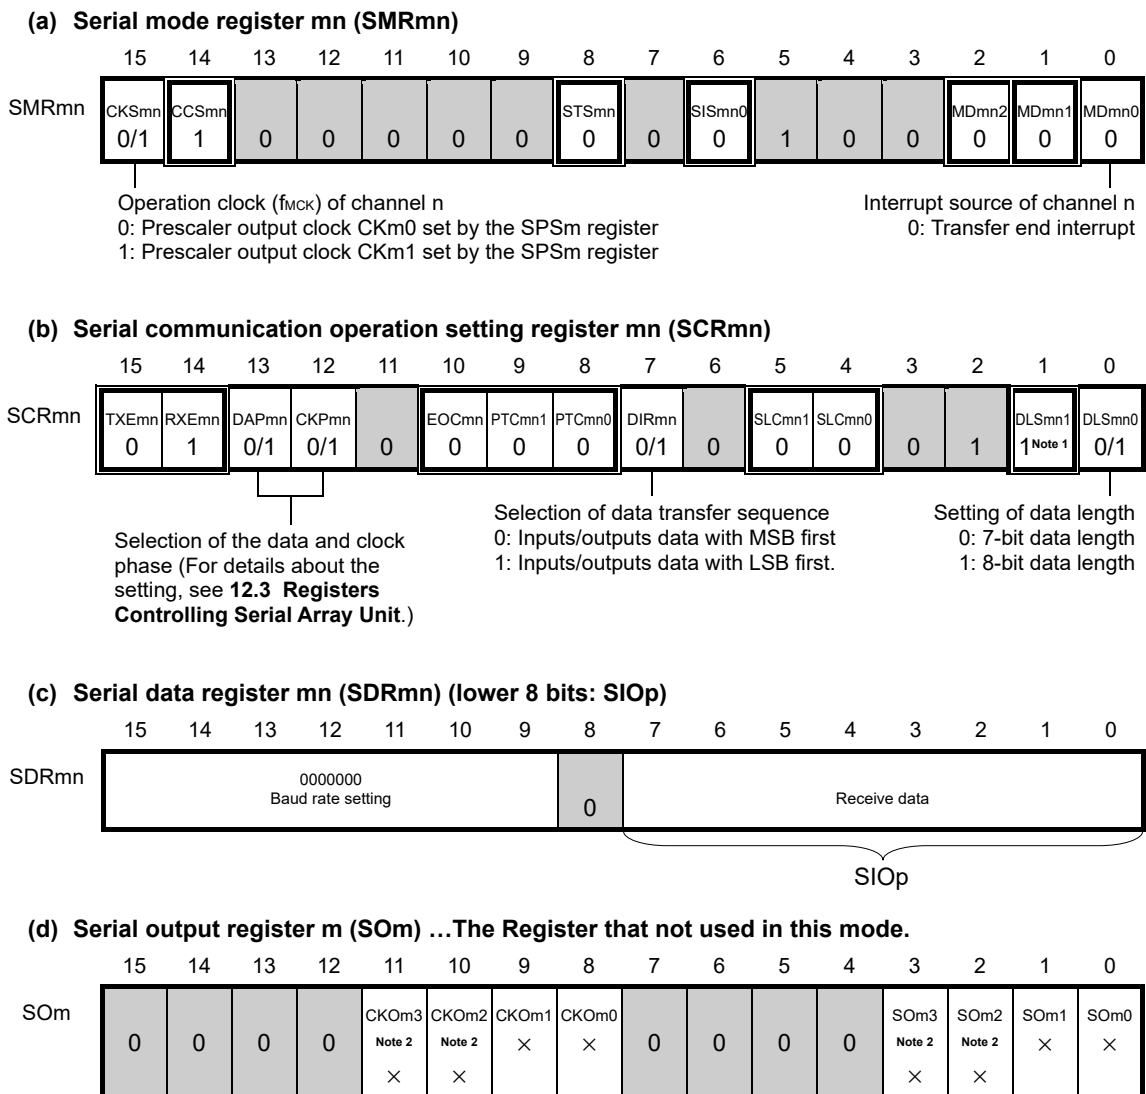 (a) Serial mode register mn (SMRmn)
15 14 13 12 11 10 9 8 7 6 5 4 3 2 1 0
SMRmn CKSmn CCSmn STSmn SISmn0 MDmn2 MDmn1 MDmn0
0/1 1 0 0 0 0 0 0 0 0 1 0 0 0 0 0
Operation clock (fMCK) of channel n
0: Prescaler output clock CKm0 set by the SPSm register
1: Prescaler output clock CKm1 set by the SPSm register
Interrupt source of channel n
0: Transfer end interrupt
(b) Serial communication operation setting register mn (SCRmn)
15 14 13 12 11 10 9 8 7 6 5 4 3 2 1 0
SCRmn TXEmn RXEmn DAPmn CKPmn EOCmn PTCmn1 PTCmn0 DIRmn SLCmn1 SLCmn0 DLSmn1 DLSmn0
0 1 0/1 0/1 0 0 0 0 0/1 0 0 0 0 1 1 Note 1 0/1
Selection of the data and clock
phase (For details about the
setting, see 12.3 Registers
Controlling Serial Array Unit.)
Selection of data transfer sequence
0: Inputs/outputs data with MSB first
1: Inputs/outputs data with LSB first.
Setting of data length
0: 7-bit data length
1: 8-bit data length
(c) Serial data register mn (SDRmn) (lower 8 bits: SIOp)
15 14 13 12 11 10 9 8 7 6 5 4 3 2 1 0
SDRmn
0000000
Baud rate setting
0
Receive data
SIOp
(d) Serial output register m (SOm) …The Register that not used in this mode.
15 14 13 12 11 10 9 8 7 6 5 4 3 2 1 0
SOm CKOm3 CKOm2 CKOm1 CKOm0 SOm3 SOm2 SOm1 SOm0
0 0 0 0 Note 2 Note 2 × × 0 0 0 0 Note 2 Note 2 × ×
× × × ×